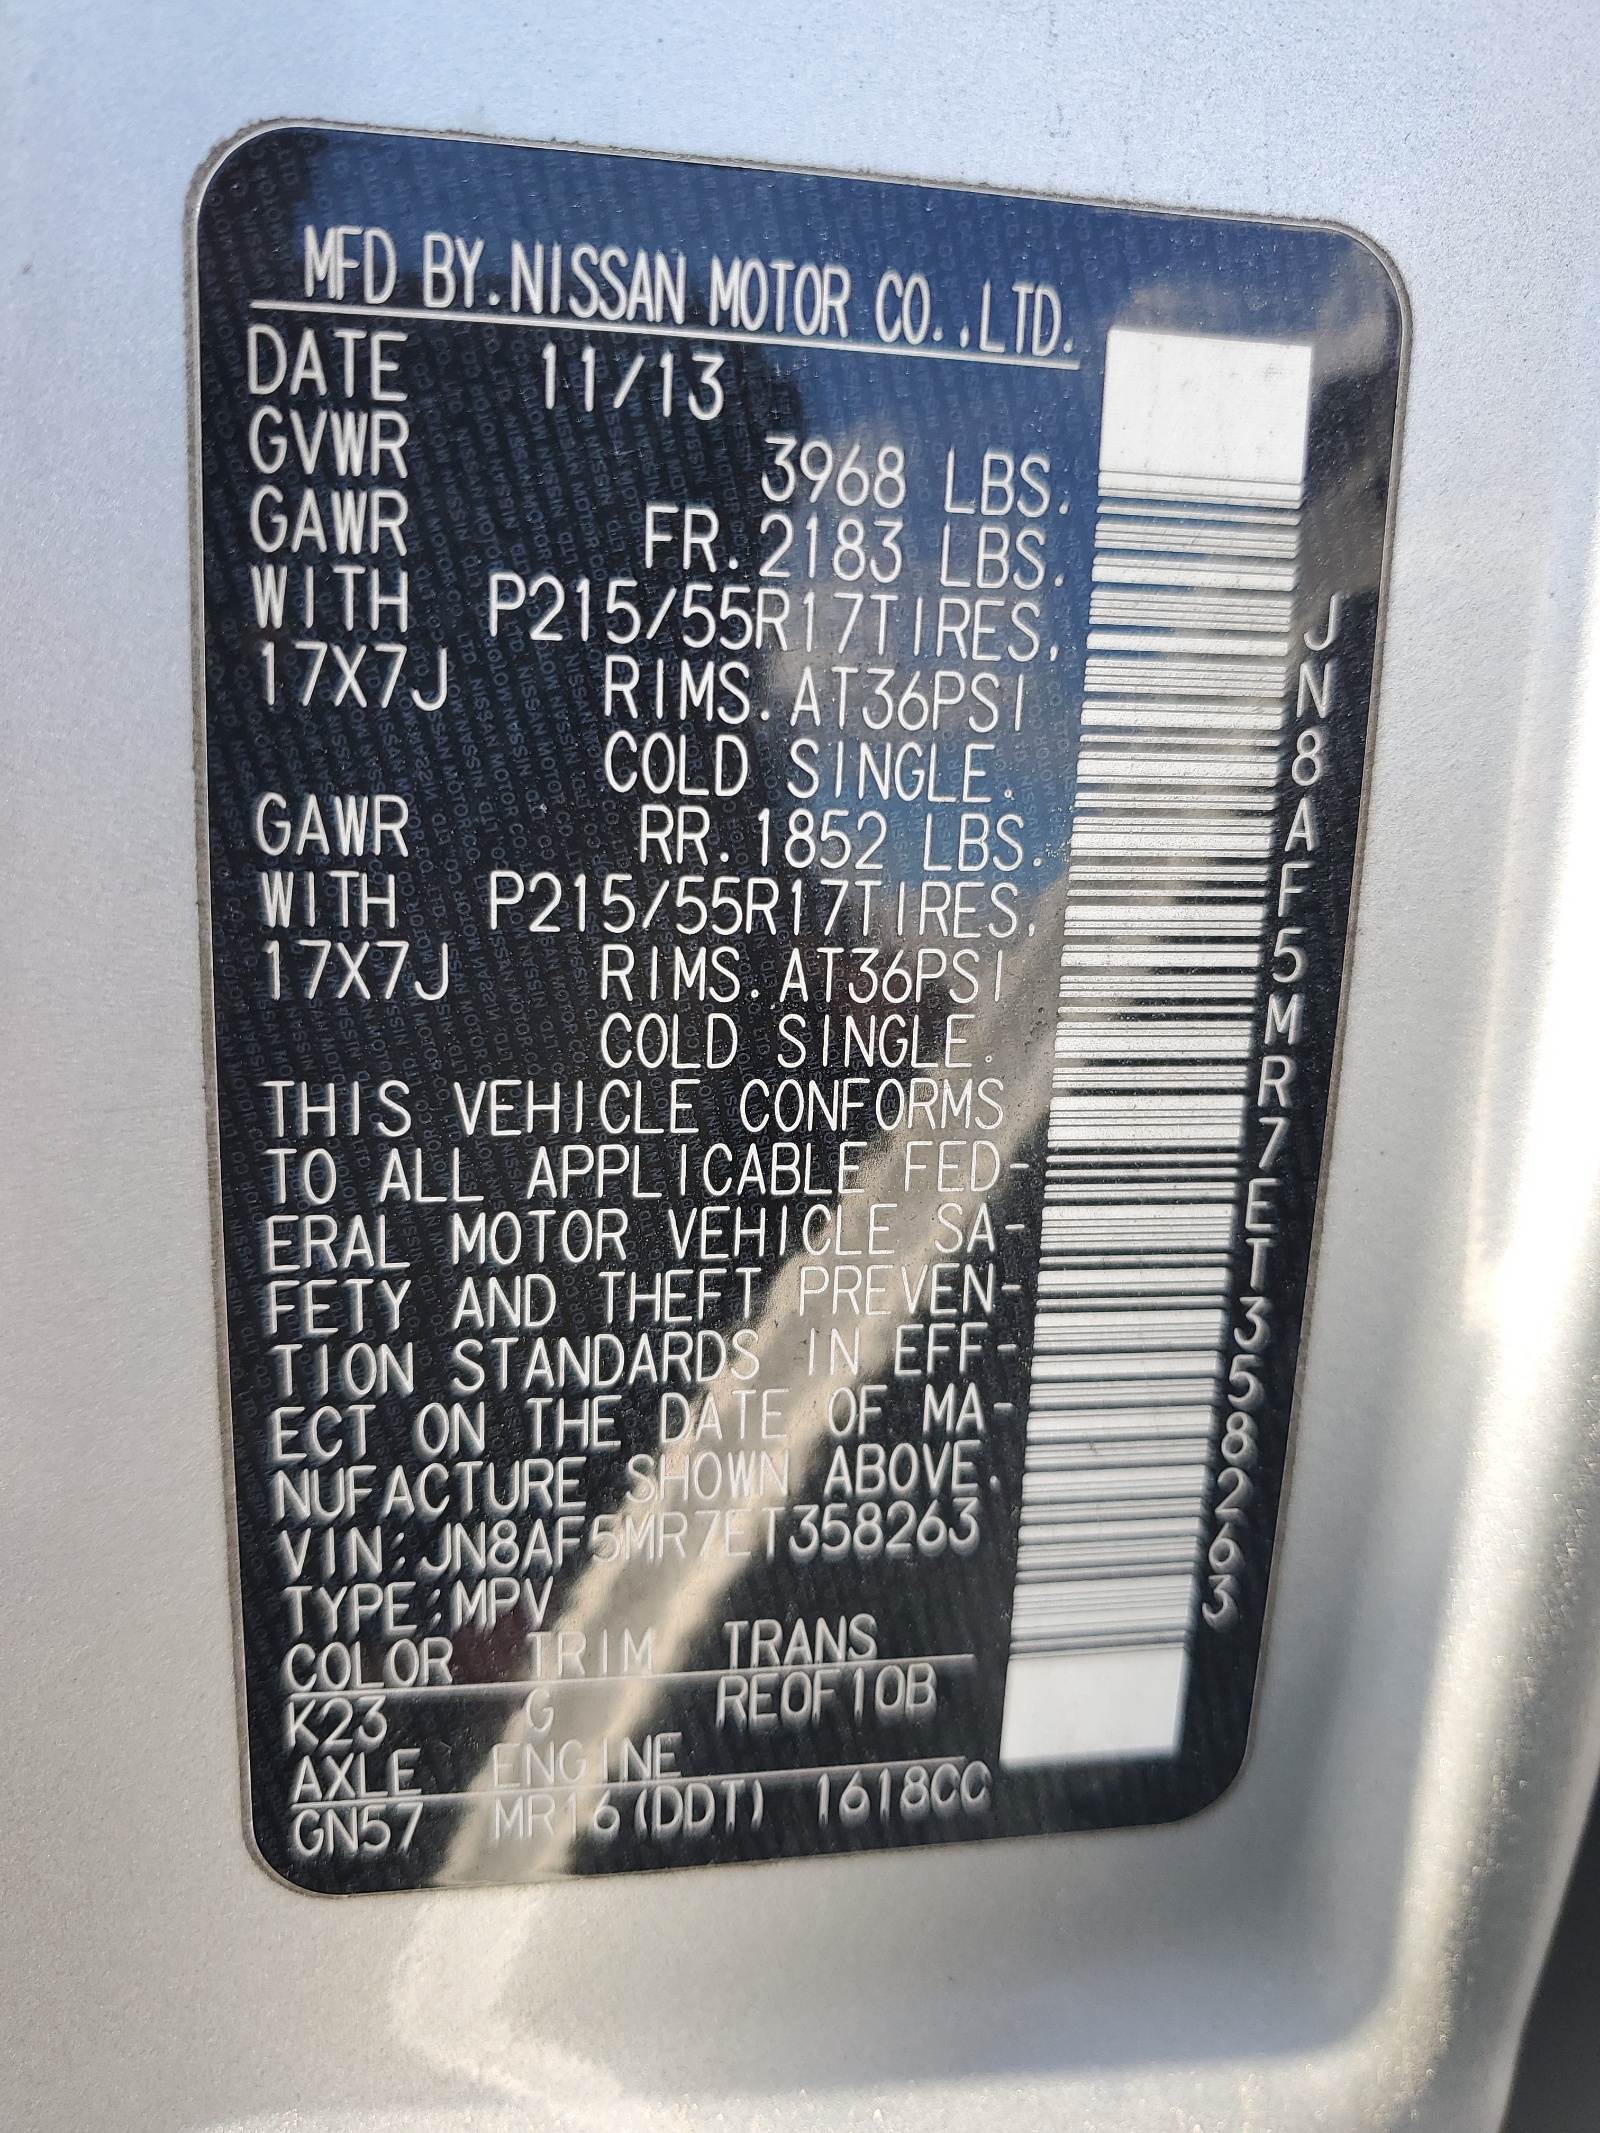 MFD BY.NISSAN MOTOR CO.,LTD.
DATE 11/13
GVWR 3968 LBS.
GAWR FR.2183 LBS.
WITH P215/55R17TIRES,
17X7J RIMS.AT36PSI
COLD SINGLE.
GAWR RR.1852 LBS.
WITH P215/55R17TIRES,
17X7J RIMS.AT36PSI
COLD SINGLE.
THIS VEHICLE CONFORMS
TO ALL APPLICABLE FED-
ERAL MOTOR VEHICLE SA-
FETY AND THEFT PREVEN-
TION STANDARDS IN EFF-
ECT ON THE DATE OF MA-
NUFACTURE SHOWN ABOVE.
VIN:JN8AF5MR7ET358263
TYPE:MPV
COLOR TRIM TRANS
K23 G RE0F10B
AXLE ENGINE
GN57 MR16(DDT) 1618CC
JN8AF5MR7ET358263